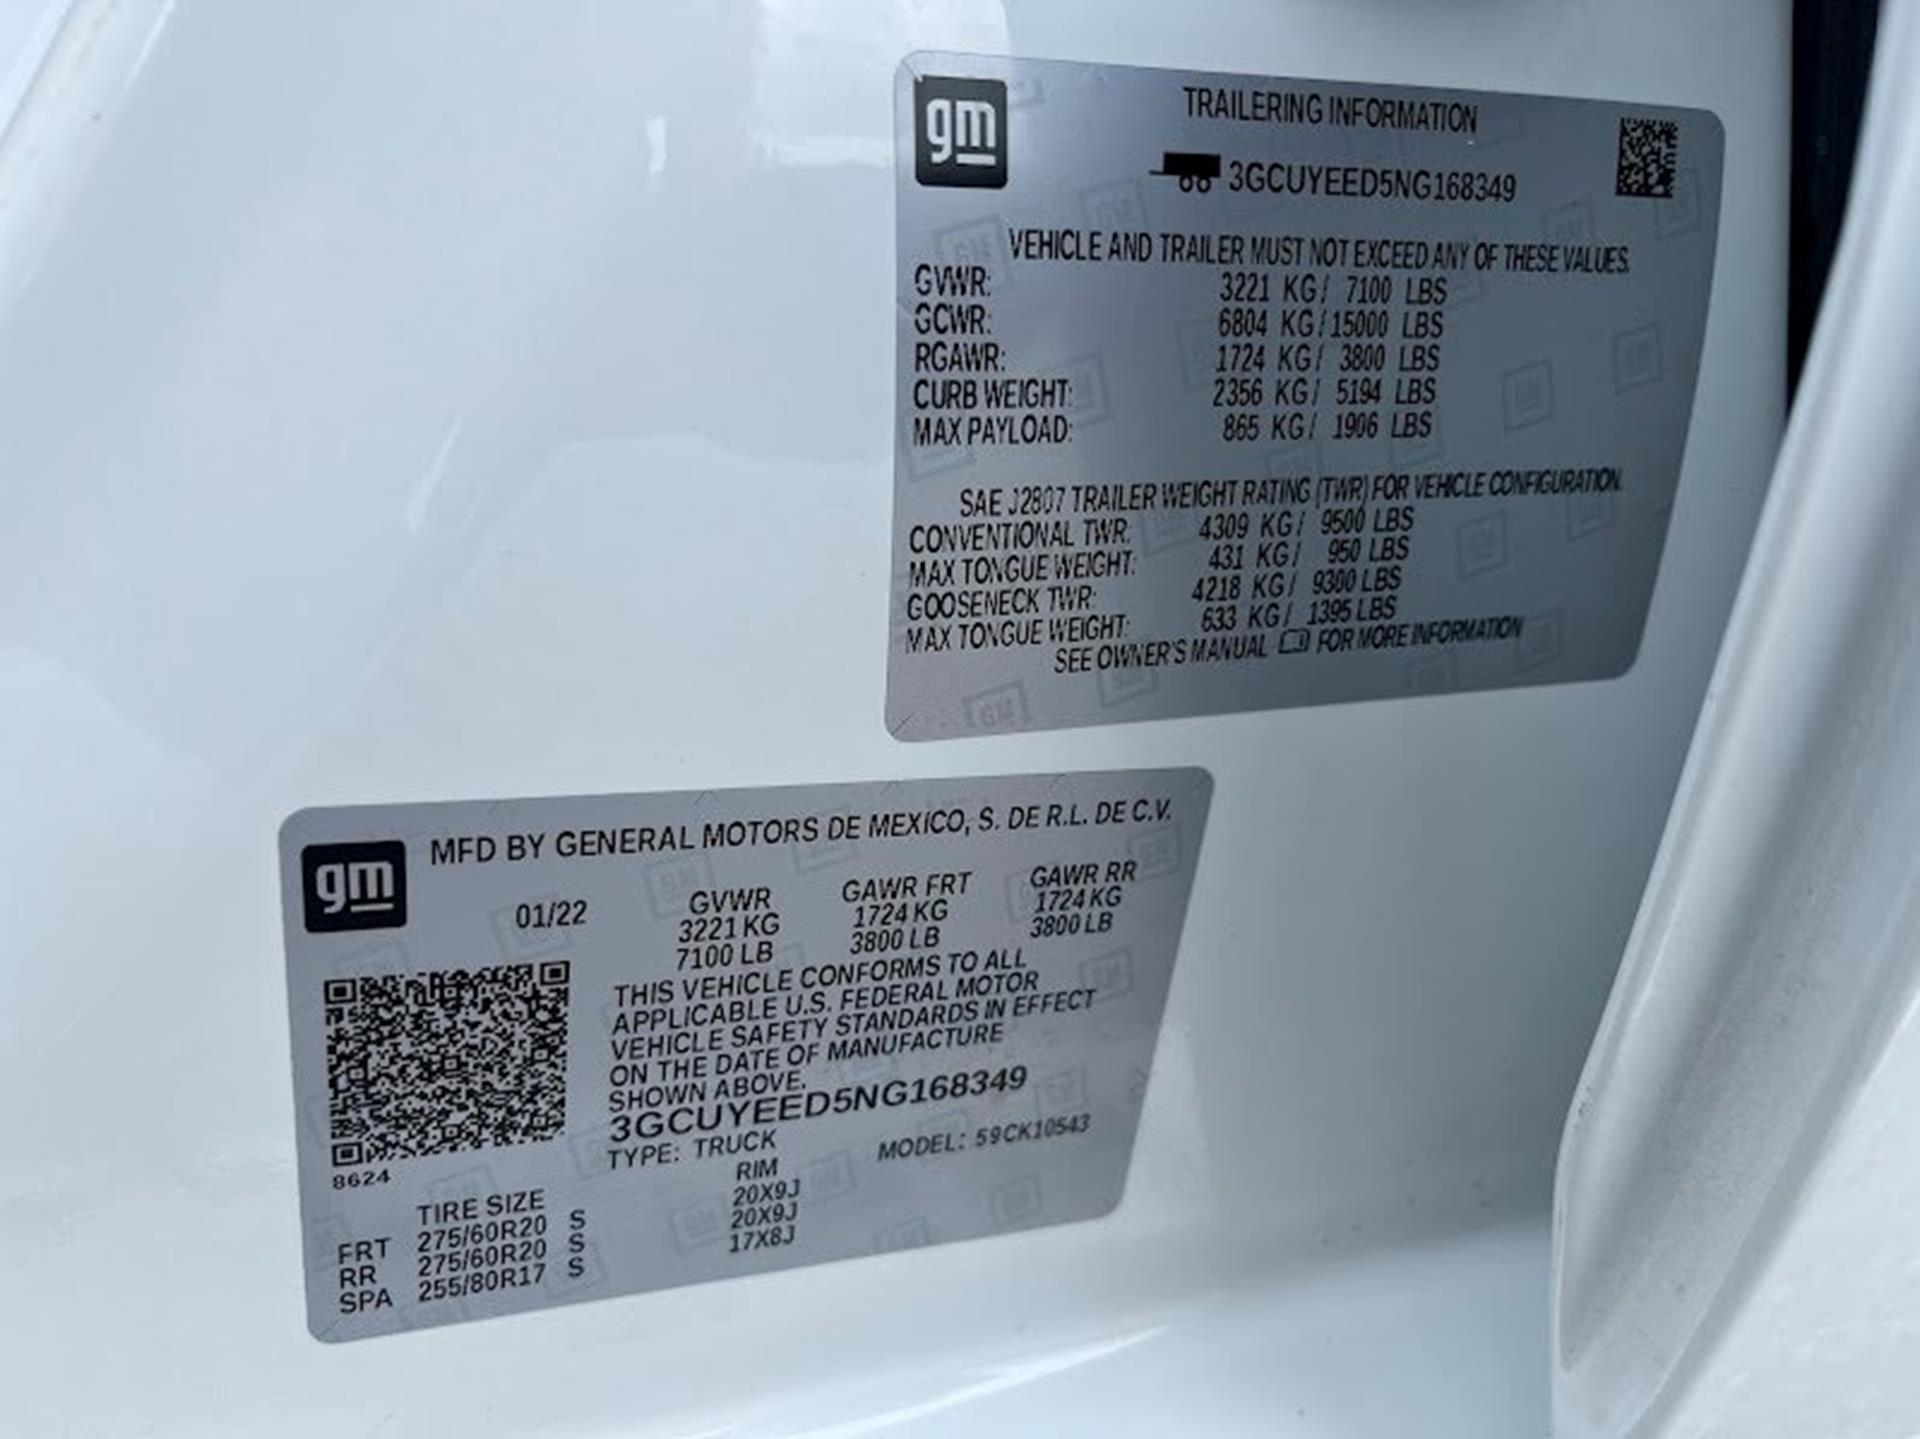 gm
TRAILERING INFORMATION
3GCUYEED5NG168349
VEHICLE AND TRAILER MUST NOT EXCEED ANY OF THESE VALUES.
GVWR: 3221 KG/ 7100 LBS
GCWR: 6804 KG/ 15000 LBS
RGAWR: 1724 KG/ 3800 LBS
CURB WEIGHT: 2356 KG/ 5194 LBS
MAX PAYLOAD: 865 KG/ 1906 LBS
SAE J2807 TRAILER WEIGHT RATING (TWR) FOR VEHICLE CONFIGURATION.
CONVENTIONAL TWR: 4309 KG/ 9500 LBS
MAX TONGUE WEIGHT: 431 KG/ 950 LBS
GOOSENECK TWR: 4218 KG/ 9300 LBS
MAX TONGUE WEIGHT: 633 KG/ 1395 LBS
SEE OWNER'S MANUAL FOR MORE INFORMATION
gm
MFD BY GENERAL MOTORS DE MEXICO, S. DE R.L. DE C.V.
01/22 GVWR GAWR FRT GAWR RR
3221 KG 1724 KG 1724 KG
7100 LB 3800 LB 3800 LB
THIS VEHICLE CONFORMS TO ALL
APPLICABLE U.S. FEDERAL MOTOR
VEHICLE SAFETY STANDARDS IN EFFECT
ON THE DATE OF MANUFACTURE
SHOWN ABOVE.
3GCUYEED5NG168349
TYPE: TRUCK MODEL: 59CK10543
8624
TIRE SIZE RIM
FRT 275/60R20 S 20X9J
RR 275/60R20 S 20X9J
SPA 255/80R17 S 17X8J